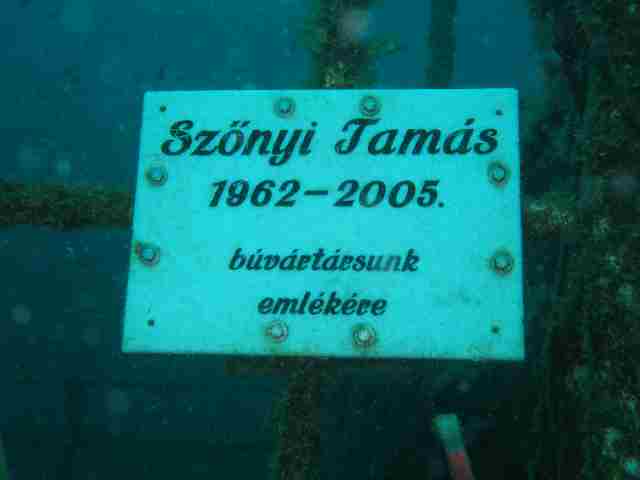 Szőnyi Tamás
1962-2005.
búvártársunk
emlékére